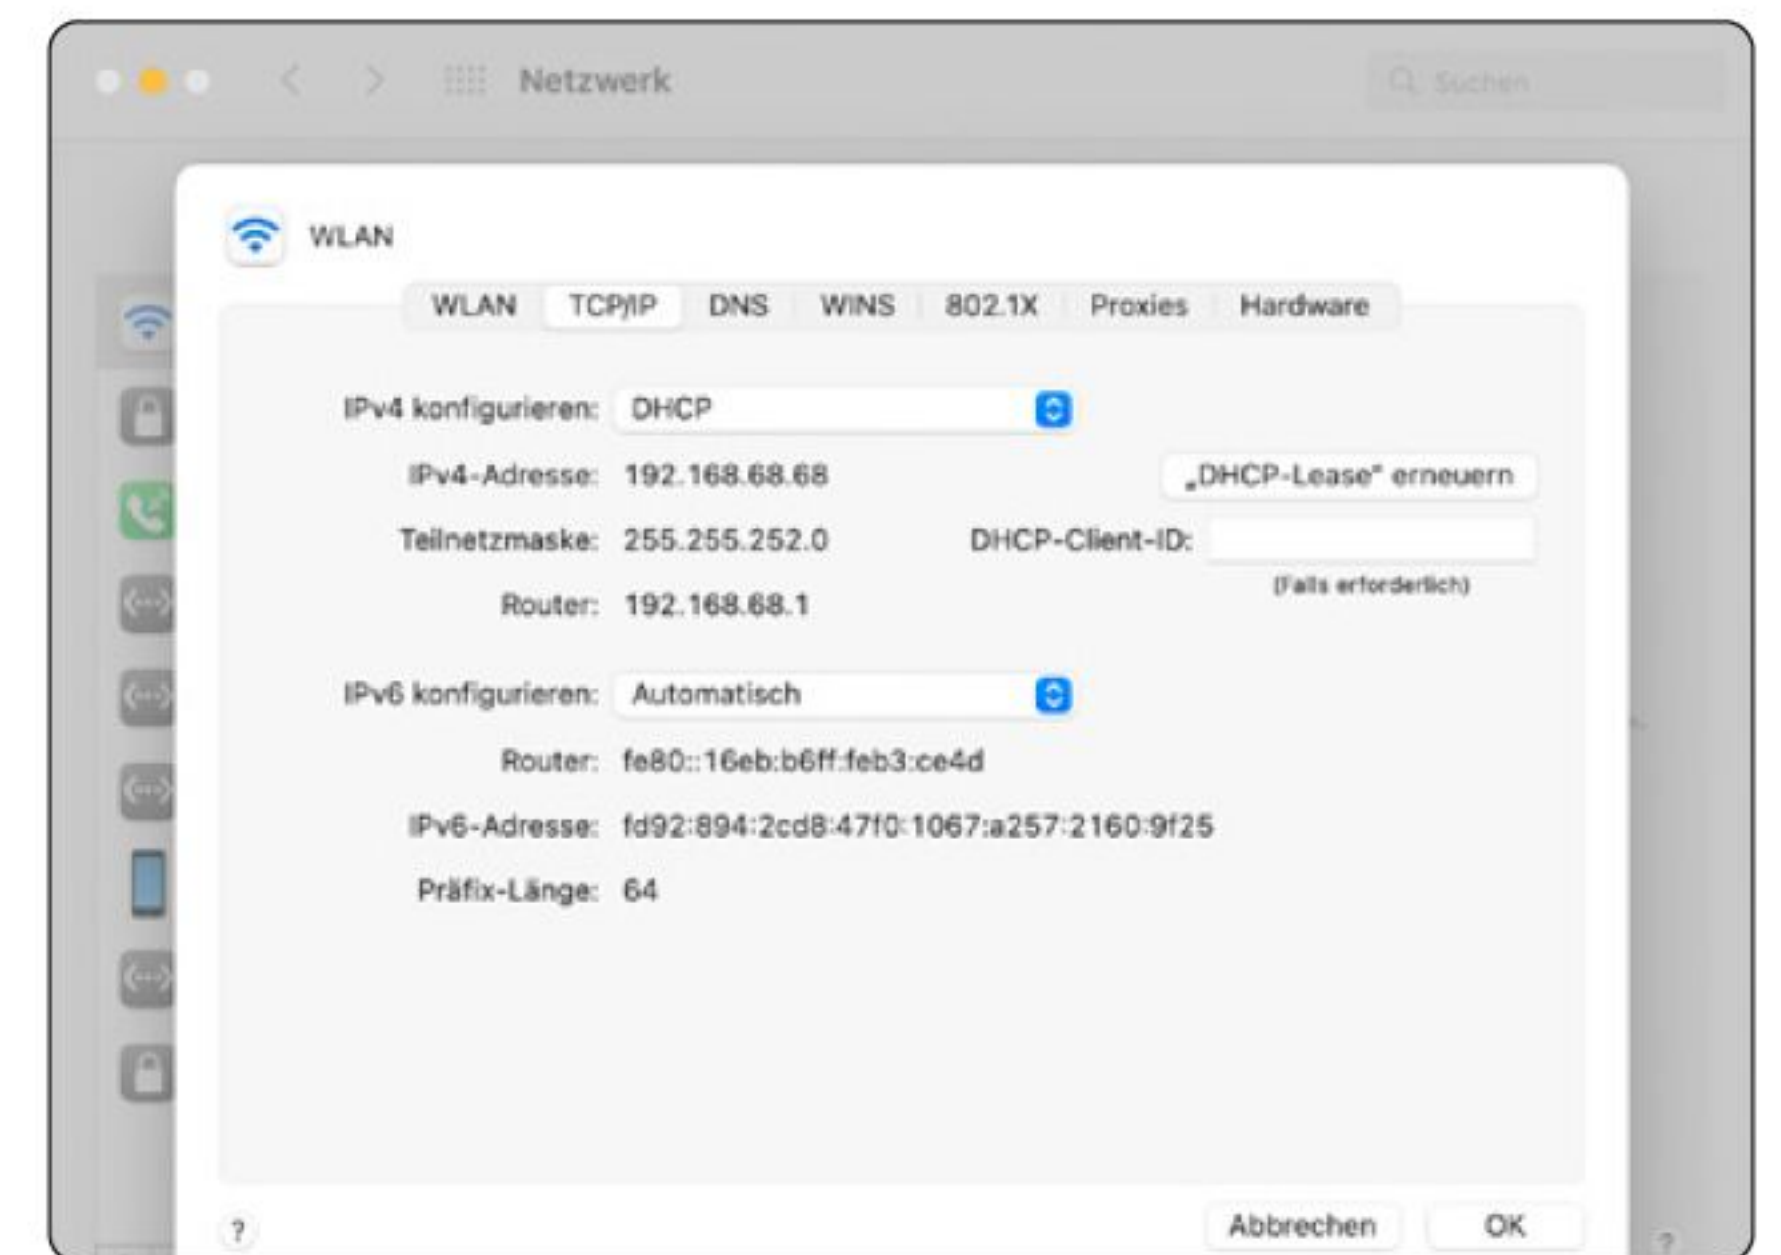 Netzwerk
Suchen
WLAN
WLAN TCP/IP DNS WINS 802.1X Proxies Hardware
IPv4 konfigurieren: DHCP
IPv4-Adresse: 192.168.68.68 „DHCP-Lease“ erneuern
Teilnetzmaske: 255.255.252.0 DHCP-Client-ID:
(Falls erforderlich)
Router: 192.168.68.1
IPv6 konfigurieren: Automatisch
Router: fe80::16eb:b6ff:feb3:ce4d
IPv6-Adresse: fd92:894:2cd8:47f0:1067:a257:2160:9f25
Präfix-Länge: 64
? Abbrechen OK
?